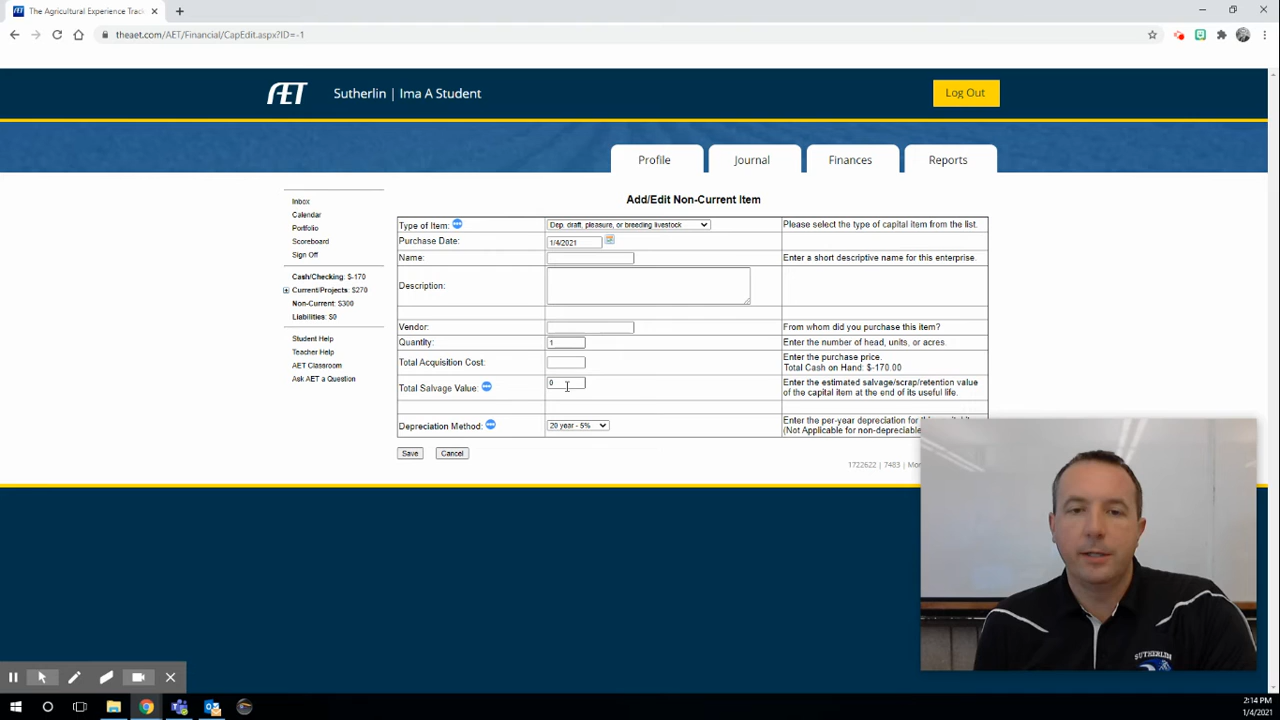 The Agricultural Experience Track
theaet.com/AET/Financial/CapEdit.aspx?ID=-1
AET
Sutherlin | Ima A Student
Log Out
Profile
Journal
Finances
Reports
Inbox
Calendar
Portfolio
Scoreboard
Sign Off
Cash/Checking: $-170
Current/Projects: $270
Non-Current: $300
Liabilities: $0
Student Help
Teacher Help
AET Classroom
Ask AET a Question
Add/Edit Non-Current Item
Type of Item:
Dep. draft, pleasure, or breeding livestock
Please select the type of capital item from the list.
Purchase Date:
1/4/2021
Name:
Enter a short descriptive name for this enterprise.
Description:
Vendor:
From whom did you purchase this item?
Quantity:
1
Enter the number of head, units, or acres.
Total Acquisition Cost:
Enter the purchase price.
Total Cash on Hand: $-170.00
Total Salvage Value:
0
Enter the estimated salvage/scrap/retention value
of the capital item at the end of its useful life.
Depreciation Method:
20 year - 5%
Enter the per-year depreciation for this
(Not Applicable for non-depreciable
Save
Cancel
1722622 | 7483 |
SUTHERLIN
2:14 PM
1/4/2021